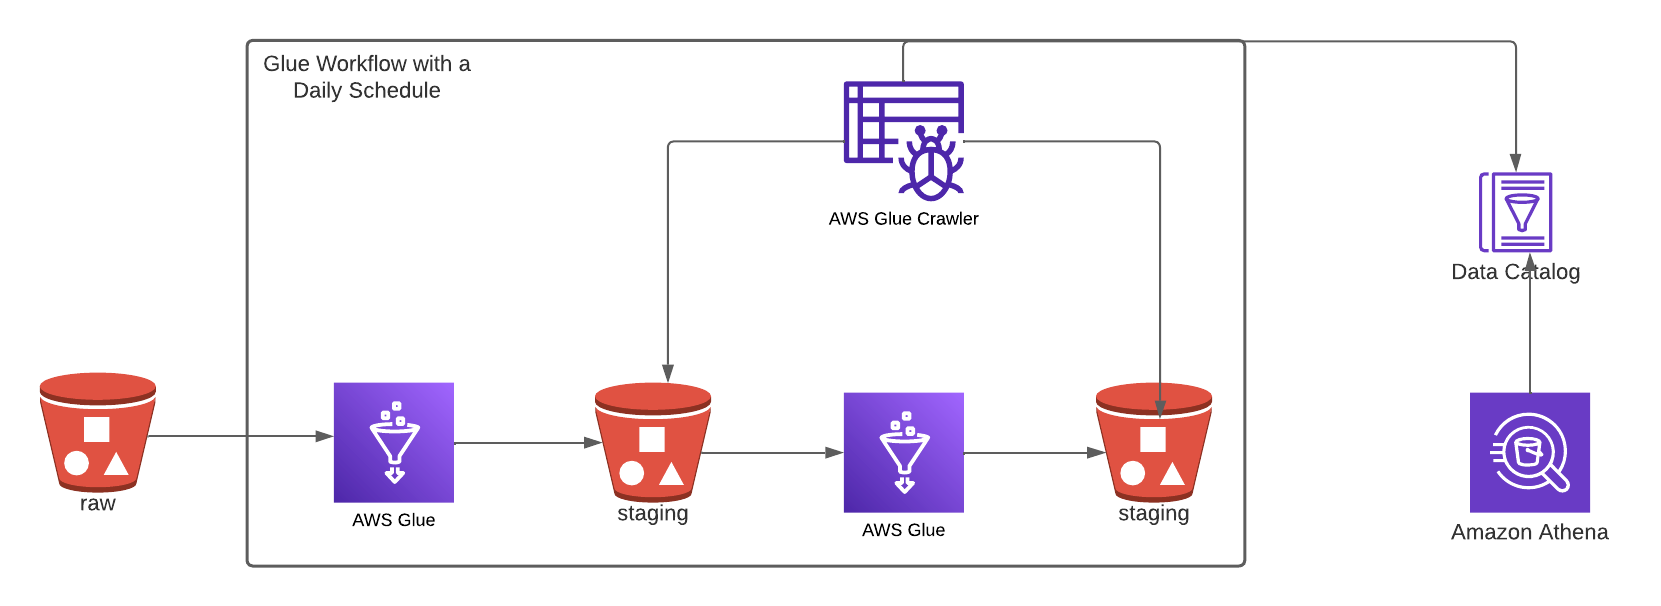 Glue Workflow with a
Daily Schedule
AWS Glue Crawler
Data Catalog
raw
AWS Glue
staging
AWS Glue
staging
Amazon Athena